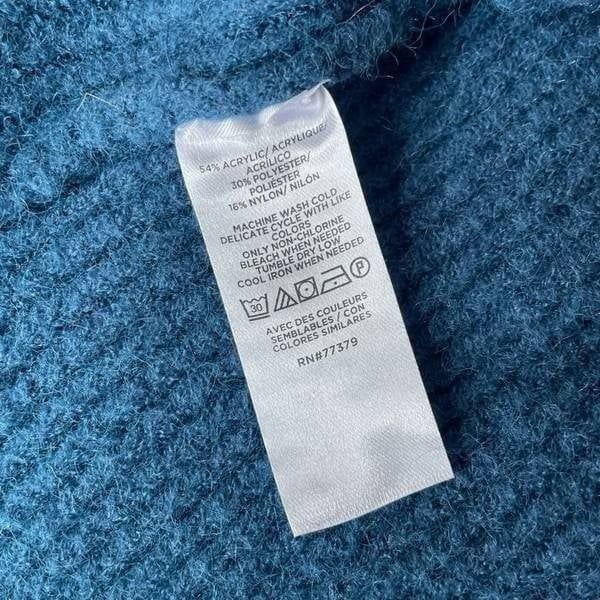 54% ACRYLIC/ ACRYLIQUE/
ACRÍLICO
30% POLYESTER/
POLIÉSTER
16% NYLON/ NILÓN
MACHINE WASH COLD
DELICATE CYCLE WITH LIKE
COLORS
ONLY NON-CHLORINE
BLEACH WHEN NEEDED
TUMBLE DRY LOW
COOL IRON WHEN NEEDED
30 P
AVEC DES COULEURS
SEMBLABLES / CON
COLORES SIMILARES
RN#77379